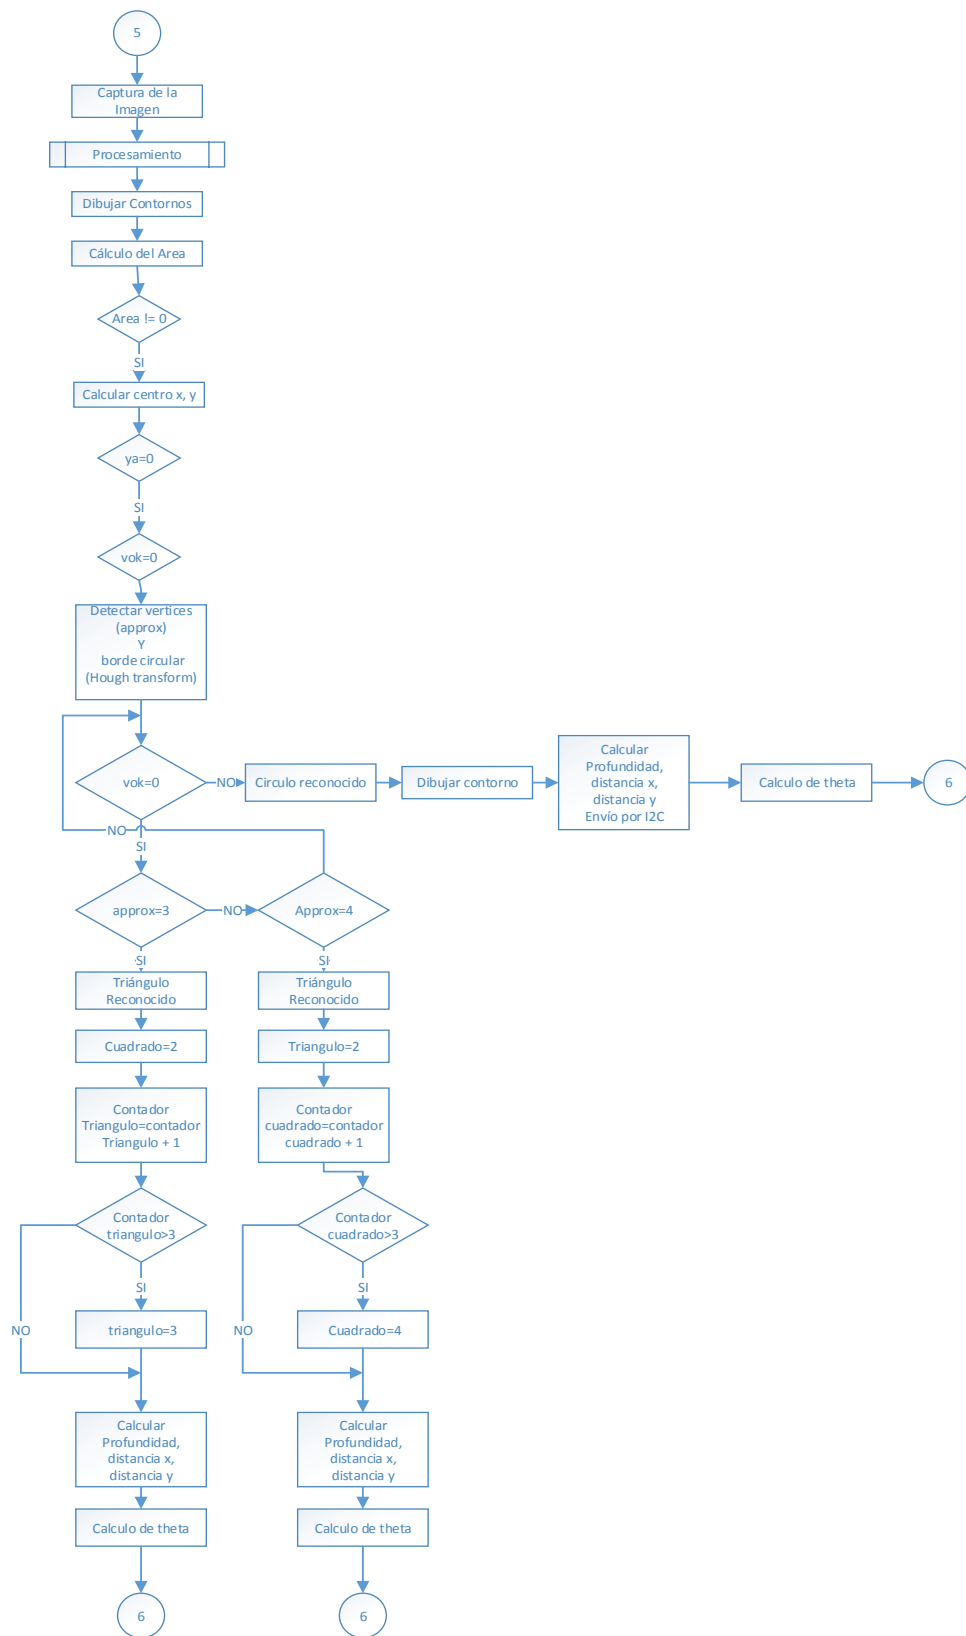 5
Captura de la
Imagen
Procesamiento
Dibujar Contornos
Cálculo del Area
Area != 0
SI
Calcular centro x, y
ya=0
SI
vok=0
Detectar vertices
(approx)
Y
borde circular
(Hough transform)
vok=0
NO
Circulo reconocido
Dibujar contorno
Calcular
Profundidad,
distancia x,
distancia y
Envío por I2C
Calculo de theta
6
NO
SI
approx=3
NO
Approx=4
SI
SI
Triángulo
Reconocido
Triángulo
Reconocido
Cuadrado=2
Triangulo=2
Contador
Triangulo=contador
Triangulo + 1
Contador
cuadrado=contador
cuadrado + 1
Contador
triangulo>3
Contador
cuadrado>3
SI
SI
NO
triangulo=3
NO
Cuadrado=4
Calcular
Profundidad,
distancia x,
distancia y
Calcular
Profundidad,
distancia x,
distancia y
Calculo de theta
Calculo de theta
6
6